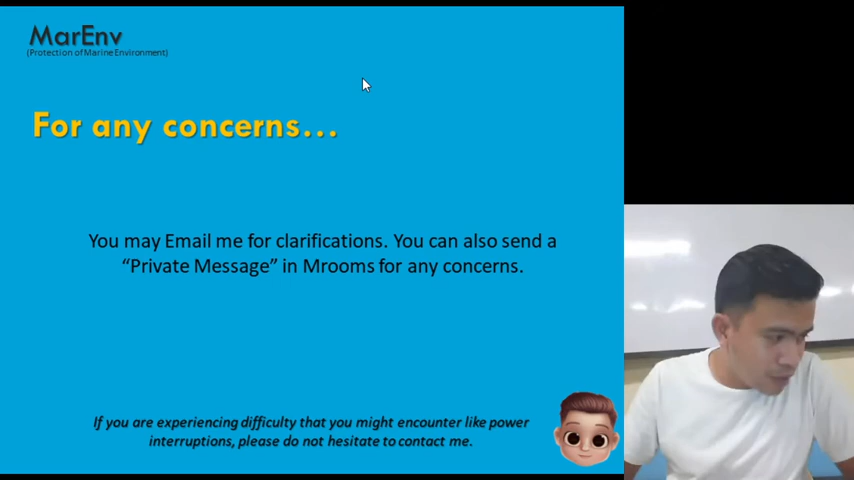 MarEnv
(Protection of Marine Environment)
For any concerns...
You may Email me for clarifications. You can also send a
“Private Message” in Mrooms for any concerns.
If you are experiencing difficulty that you might encounter like power
interruptions, please do not hesitate to contact me.